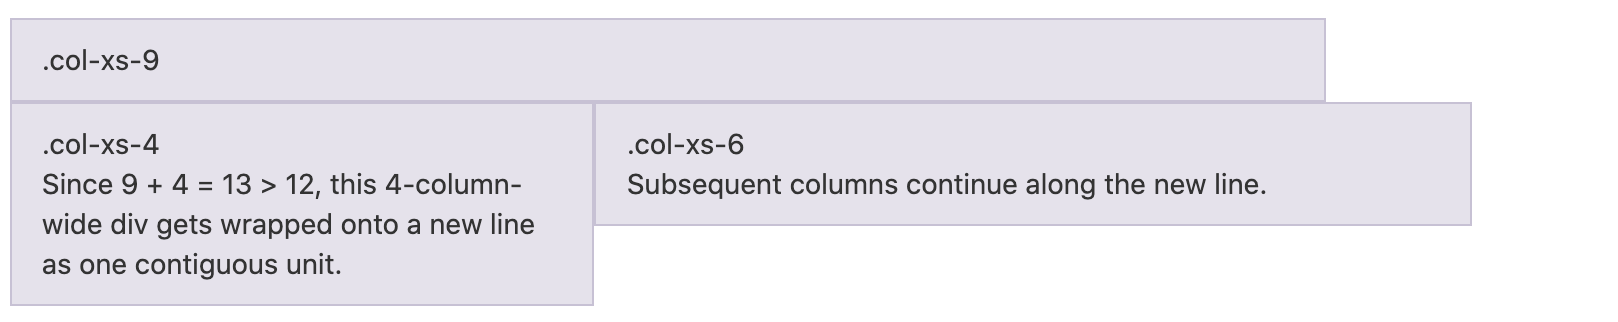 .col-xs-9
.col-xs-4
Since 9 + 4 = 13 > 12, this 4-column-
wide div gets wrapped onto a new line
as one contiguous unit.
.col-xs-6
Subsequent columns continue along the new line.